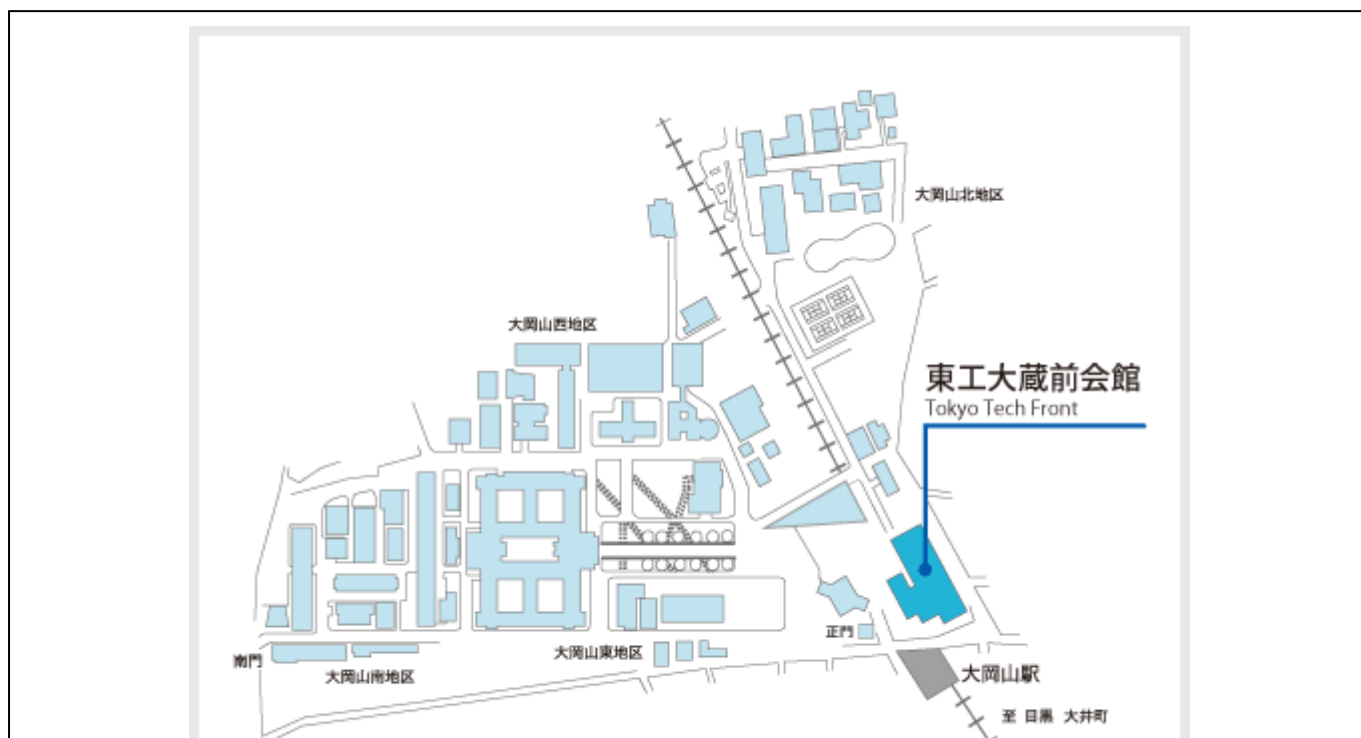 大岡山北地区
大岡山西地区
東工大蔵前会館
Tokyo Tech Front
正門
大岡山東地区
南門
大岡山南地区
大岡山駅
至 目黒 大井町